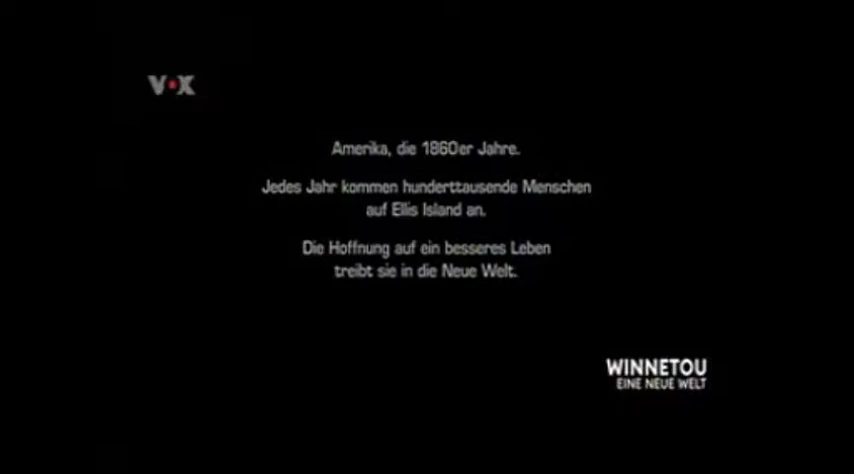 VOX
Amerika, die 1860er Jahre.
Jedes Jahr kommen hunderttausende Menschen
auf Ellis Island an.
Die Hoffnung auf ein besseres Leben
treibt sie in die Neue Welt.
WINNETOU
EINE NEUE WELT